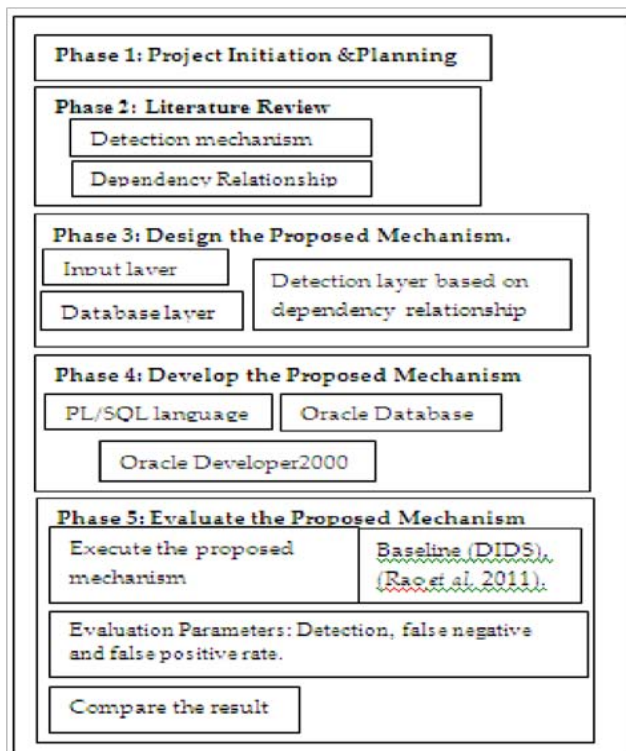 Phase 1: Project Initiation &Planning
Phase 2: Literature Review
Detection mechanism
Dependency Relationship
Phase 3: Design the Proposed Mechanism.
Input layer
Database layer
Detection layer based on
dependency relationship
Phase 4: Develop the Proposed Mechanism
PL/SQL language
Oracle Database
Oracle Developer2000
Phase 5: Evaluate the Proposed Mechanism
Execute the proposed
mechanism
Baseline (DIDS),
(Rao et al, 2011).
Evaluation Parameters: Detection, false negative
and false positive rate.
Compare the result